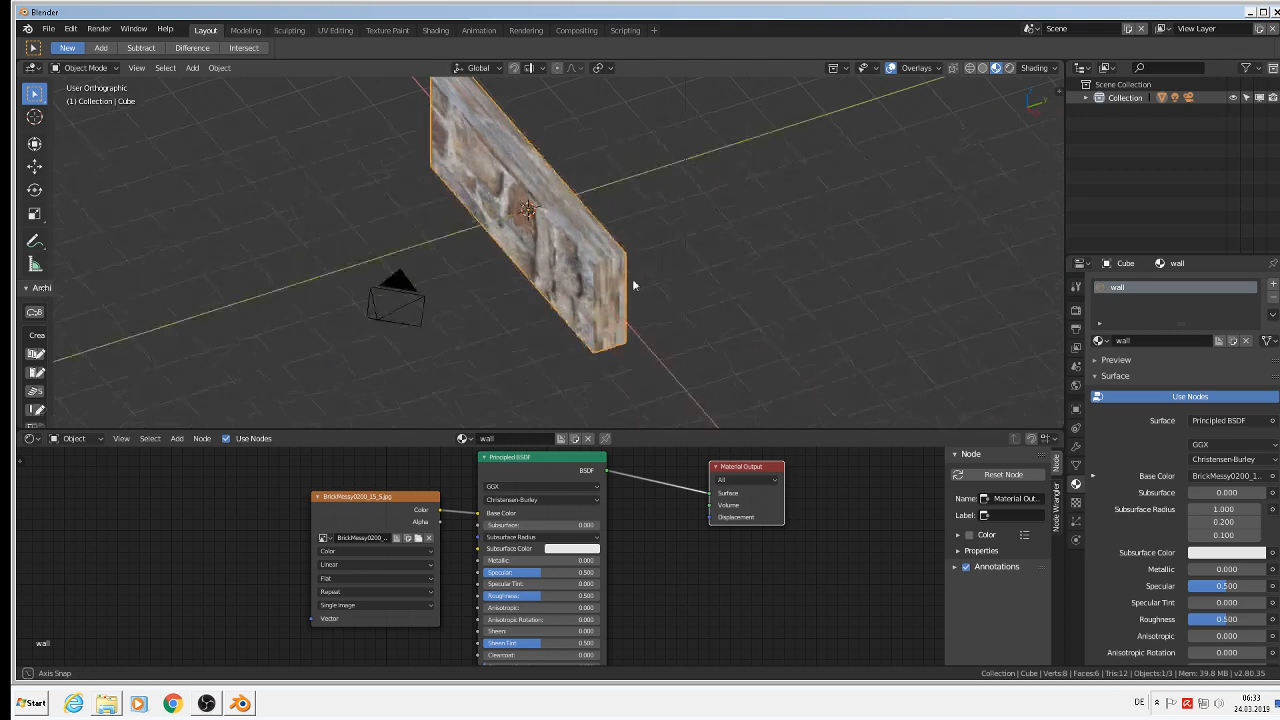 Blender
File Edit Render Window Help Layout Modeling Sculpting UV Editing Texture Paint Shading Animation Rendering Compositing Scripting + Scene View Layer
New Add Subtract Difference Intersect
Object Mode View Select Add Object Global Overlays Shading
User Orthographic
(1) Collection | Cube
Scene Collection
Collection
Archi
Crea
Cube wall
wall
wall
Preview
Surface
Use Nodes
Surface Principled BSDF
GGX
Christensen-Burley
Base Color BrickMessy0200_1..
Subsurface 0.000
Subsurface Radius 1.000
0.200
0.100
Subsurface Color
Metallic 0.000
Specular 0.500
Specular Tint 0.000
Roughness 0.500
Anisotropic 0.000
Anisotropic Rotation 0.000
Object View Select Add Node Use Nodes wall
Principled BSDF
BSDF
GGX
Christensen-Burley
Base Color
Subsurface: 0.000
Subsurface Radius
Subsurface Color
Metallic: 0.000
Specular: 0.500
Specular Tint: 0.000
Roughness: 0.500
Anisotropic: 0.000
Anisotropic Rotation: 0.000
Sheen: 0.000
Sheen Tint: 0.500
Clearcoat: 0.000
BrickMessy0200_15_S.jpg
Color
Alpha
BrickMessy0200_..
Color
Linear
Flat
Repeat
Single Image
Vector
Material Output
All
Surface
Volume
Displacement
Node
Reset Node
Name: Material Out..
Label:
Color
Properties
Annotations
Node
Node Wrangler
wall
Axis Snap
Collection | Cube | Verts:8 | Faces:6 | Tris:12 | Objects:1/3 | Mem: 39.8 MB | v2.80.35
Start
DE
06:33
24.03.2019